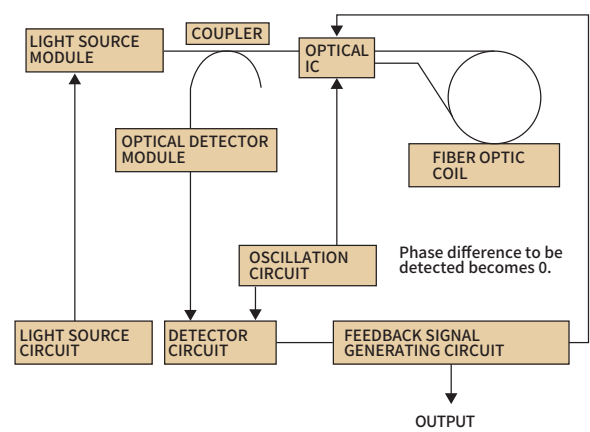 COUPLER
LIGHT SOURCE
MODULE
OPTICAL
IC
OPTICAL DETECTOR
MODULE
FIBER OPTIC
COIL
OSCILLATION
CIRCUIT
Phase difference to be
detected becomes 0.
LIGHT SOURCE
CIRCUIT
DETECTOR
CIRCUIT
FEEDBACK SIGNAL
GENERATING CIRCUIT
OUTPUT